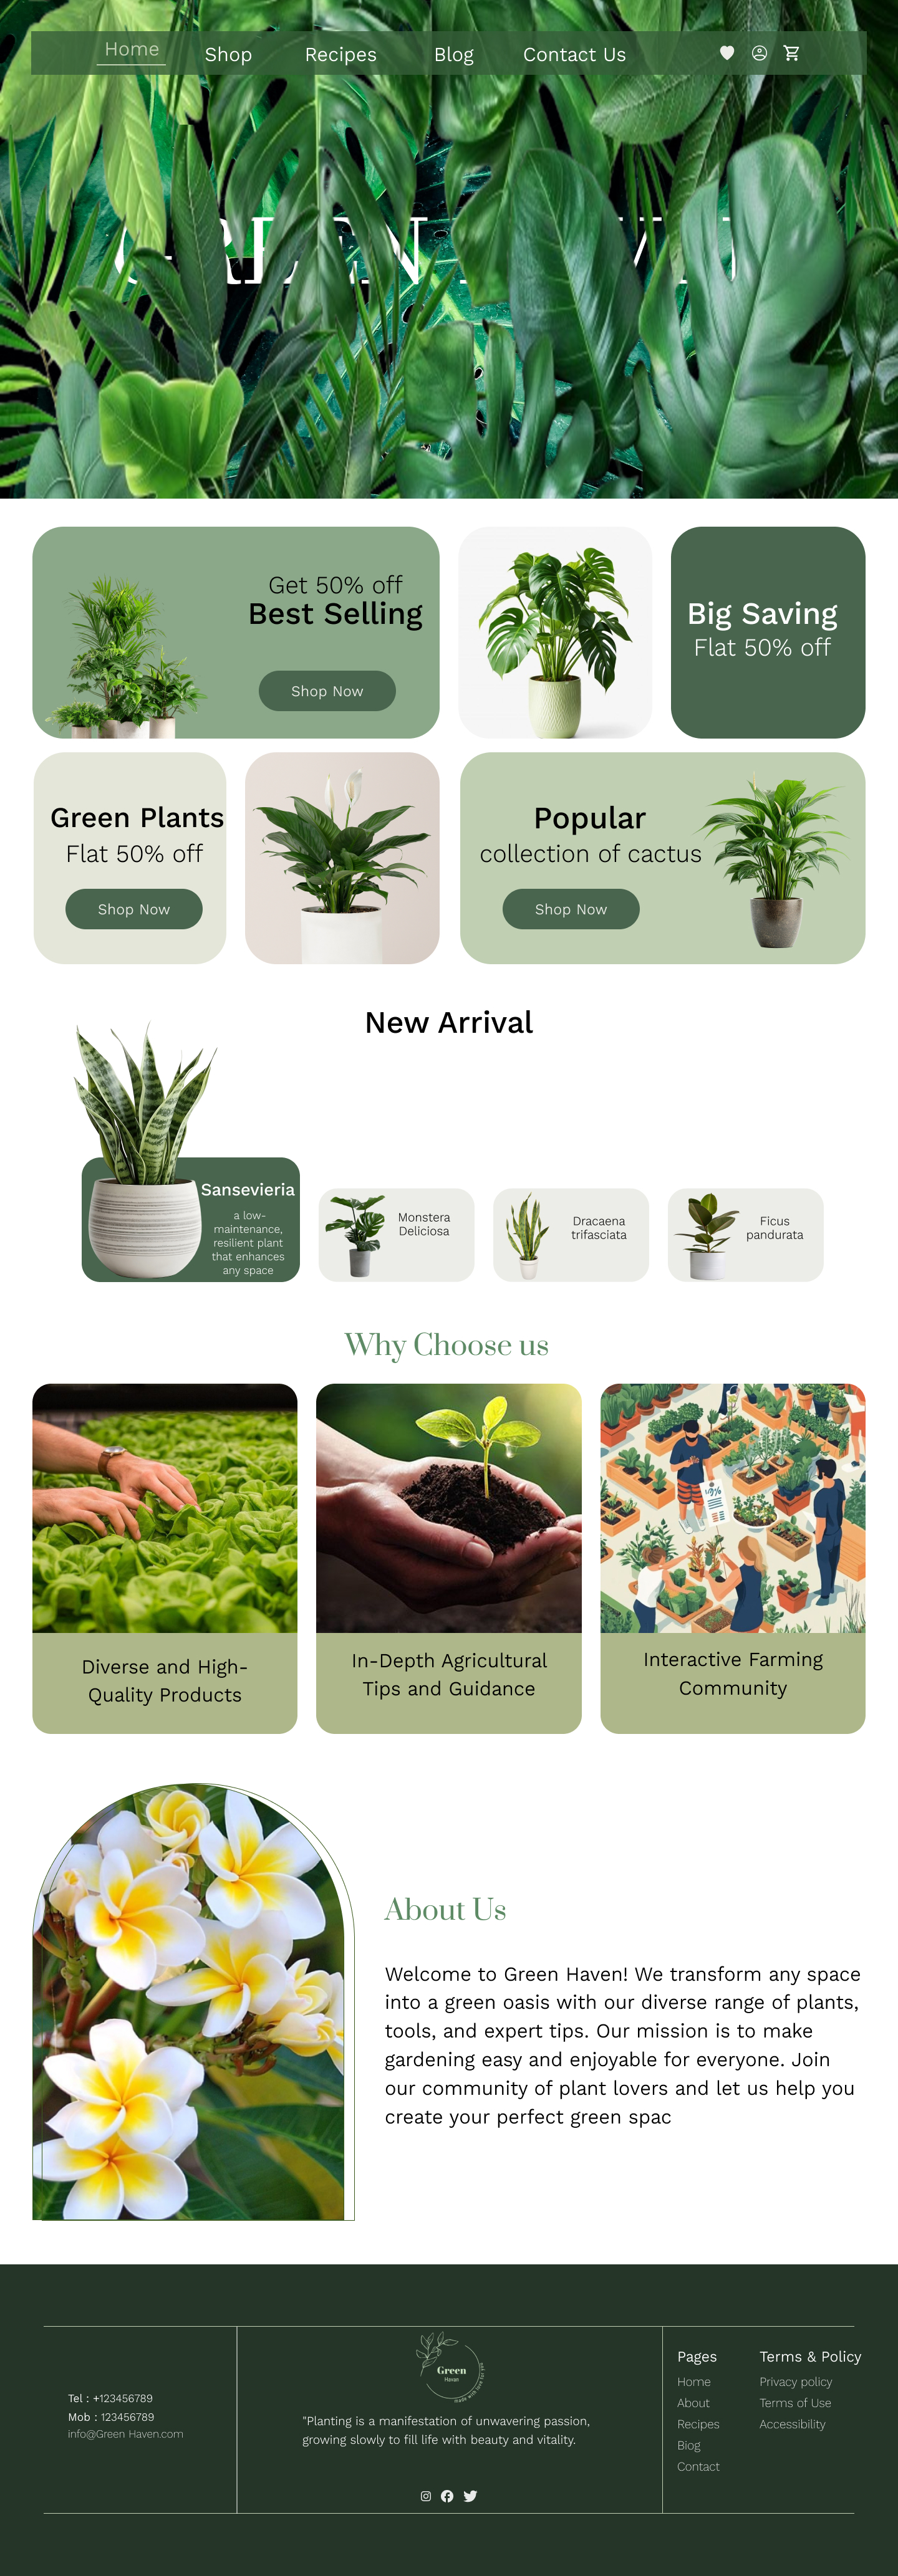 Home Shop Recipes Blog Contact Us
Get 50% off
Best Selling
Shop Now
Big Saving
Flat 50% off
Green Plants
Flat 50% off
Shop Now
Popular
collection of cactus
Shop Now
New Arrival
Sansevieria
a low-
maintenance,
resilient plant
that enhances
any space
Monstera
Deliciosa
Dracaena
trifasciata
Ficus
pandurata
Why Choose us
Diverse and High-
Quality Products
In-Depth Agricultural
Tips and Guidance
Interactive Farming
Community
About Us
Welcome to Green Haven! We transform any space
into a green oasis with our diverse range of plants,
tools, and expert tips. Our mission is to make
gardening easy and enjoyable for everyone. Join
our community of plant lovers and let us help you
create your perfect green spac
Tel : +123456789
Mob : 123456789
info@Green Haven.com
Green
Havan
made with love for you
"Planting is a manifestation of unwavering passion,
growing slowly to fill life with beauty and vitality.
Pages
Home
About
Recipes
Biog
Contact
Terms & Policy
Privacy policy
Terms of Use
Accessibility